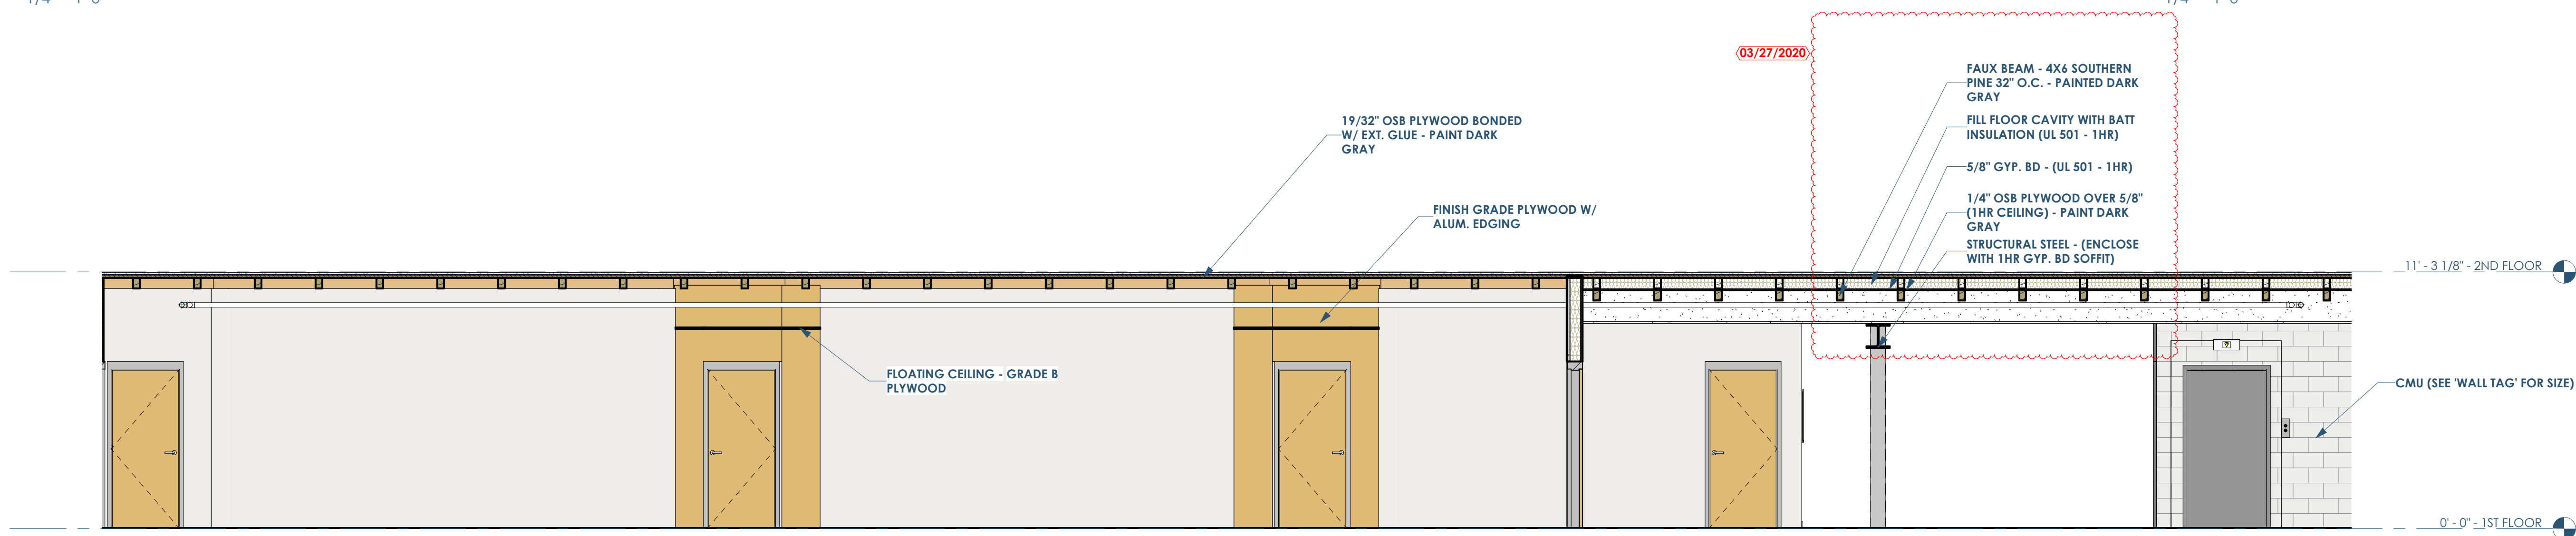 03/27/2020
FAUX BEAM - 4X6 SOUTHERN
PINE 32" O.C. - PAINTED DARK
GRAY
FILL FLOOR CAVITY WITH BATT
INSULATION (UL 501 - 1HR)
5/8" GYP. BD - (UL 501 - 1HR)
1/4" OSB PLYWOOD OVER 5/8"
(1HR CEILING) - PAINT DARK
GRAY
STRUCTURAL STEEL - (ENCLOSE
WITH 1HR GYP. BD SOFFIT)
19/32" OSB PLYWOOD BONDED
W/ EXT. GLUE - PAINT DARK
GRAY
FINISH GRADE PLYWOOD W/
ALUM. EDGING
11' - 3 1/8" - 2ND FLOOR
FLOATING CEILING - GRADE B
PLYWOOD
CMU (SEE 'WALL TAG' FOR SIZE)
0' - 0" - 1ST FLOOR